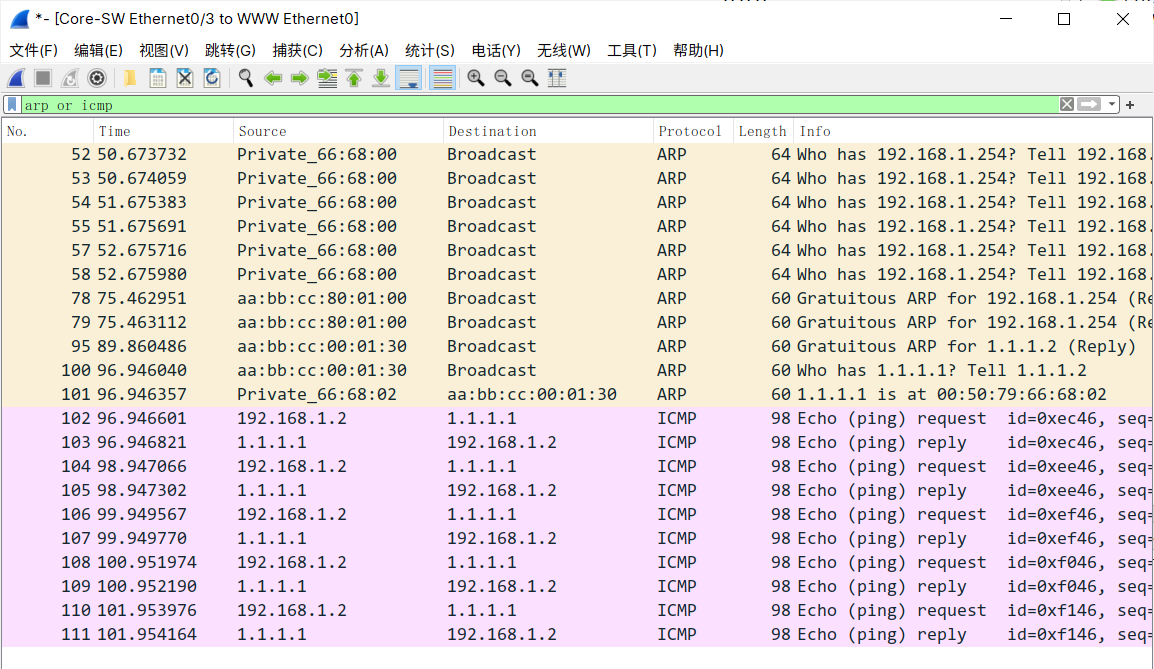 *- [Core-SW Ethernet0/3 to WWW Ethernet0]
文件(F) 编辑(E) 视图(V) 跳转(G) 捕获(C) 分析(A) 统计(S) 电话(Y) 无线(W) 工具(T) 帮助(H)
arp or icmp
No. Time Source Destination Protocol Length Info
52 50.673732 Private_66:68:00 Broadcast ARP 64 Who has 192.168.1.254? Tell 192.168.
53 50.674059 Private_66:68:00 Broadcast ARP 64 Who has 192.168.1.254? Tell 192.168.
54 51.675383 Private_66:68:00 Broadcast ARP 64 Who has 192.168.1.254? Tell 192.168.
55 51.675691 Private_66:68:00 Broadcast ARP 64 Who has 192.168.1.254? Tell 192.168.
57 52.675716 Private_66:68:00 Broadcast ARP 64 Who has 192.168.1.254? Tell 192.168.
58 52.675980 Private_66:68:00 Broadcast ARP 64 Who has 192.168.1.254? Tell 192.168.
78 75.462951 aa:bb:cc:80:01:00 Broadcast ARP 60 Gratuitous ARP for 192.168.1.254 (Re
79 75.463112 aa:bb:cc:80:01:00 Broadcast ARP 60 Gratuitous ARP for 192.168.1.254 (Re
95 89.860486 aa:bb:cc:00:01:30 Broadcast ARP 60 Gratuitous ARP for 1.1.1.2 (Reply)
100 96.946040 aa:bb:cc:00:01:30 Broadcast ARP 60 Who has 1.1.1.1? Tell 1.1.1.2
101 96.946357 Private_66:68:02 aa:bb:cc:00:01:30 ARP 60 1.1.1.1 is at 00:50:79:66:68:02
102 96.946601 192.168.1.2 1.1.1.1 ICMP 98 Echo (ping) request id=0xec46, seq=
103 96.946821 1.1.1.1 192.168.1.2 ICMP 98 Echo (ping) reply id=0xec46, seq=
104 98.947066 192.168.1.2 1.1.1.1 ICMP 98 Echo (ping) request id=0xee46, seq=
105 98.947302 1.1.1.1 192.168.1.2 ICMP 98 Echo (ping) reply id=0xee46, seq=
106 99.949567 192.168.1.2 1.1.1.1 ICMP 98 Echo (ping) request id=0xef46, seq=
107 99.949770 1.1.1.1 192.168.1.2 ICMP 98 Echo (ping) reply id=0xef46, seq=
108 100.951974 192.168.1.2 1.1.1.1 ICMP 98 Echo (ping) request id=0xf046, seq=
109 100.952190 1.1.1.1 192.168.1.2 ICMP 98 Echo (ping) reply id=0xf046, seq=
110 101.953976 192.168.1.2 1.1.1.1 ICMP 98 Echo (ping) request id=0xf146, seq=
111 101.954164 1.1.1.1 192.168.1.2 ICMP 98 Echo (ping) reply id=0xf146, seq=